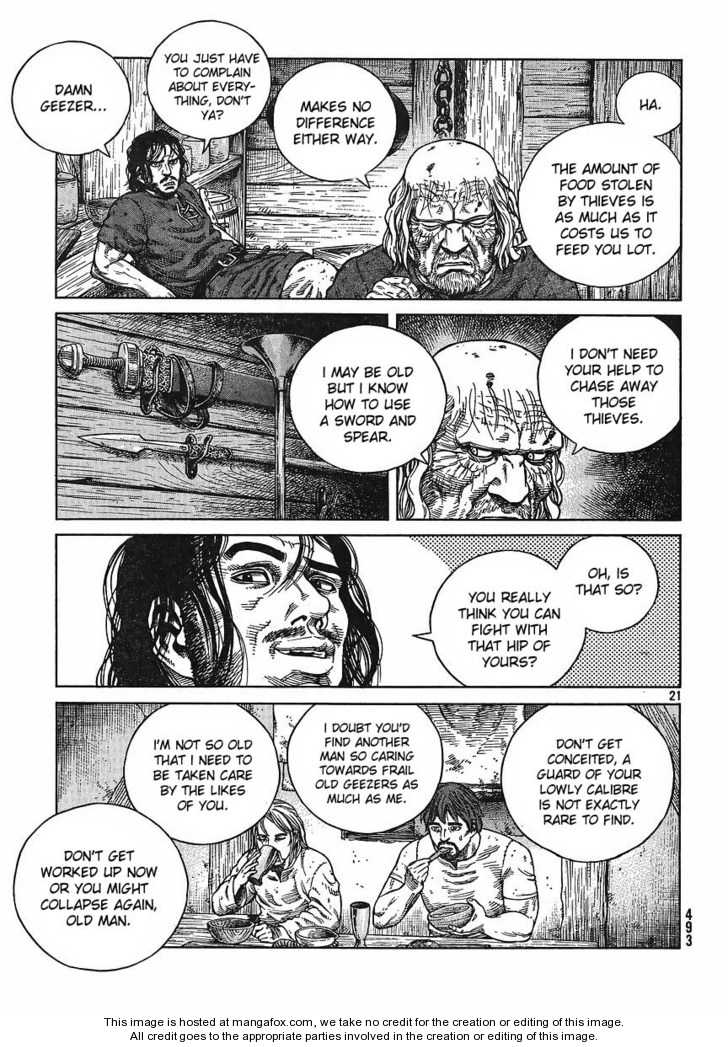 HA.
THE AMOUNT OF
FOOD STOLEN
BY THIEVES IS
AS MUCH AS IT
COSTS US TO
FEED YOU LOT.
MAKES NO
DIFFERENCE
EITHER WAY.
YOU JUST HAVE
TO COMPLAIN
ABOUT EVERY-
THING, DON'T
YA?
DAMN
GEEZER...
I DON'T NEED
YOUR HELP TO
CHASE AWAY
THOSE
THIEVES.
I MAY BE OLD
BUT I KNOW
HOW TO USE
A SWORD AND
SPEAR.
OH, IS
THAT SO?
YOU REALLY
THINK YOU CAN
FIGHT WITH
THAT HIP OF
YOURS?
21
DON'T GET
CONCEITED, A
GUARD OF YOUR
LOWLY CALIBRE
IS NOT EXACTLY
RARE TO FIND.
I DOUBT YOU'D
FIND ANOTHER
MAN SO CARING
TOWARDS FRAIL
OLD GEEZERS AS
MUCH AS ME.
I'M NOT SO OLD
THAT I NEED TO
BE TAKEN CARE
BY THE LIKES
OF YOU.
DON'T GET
WORKED UP NOW
OR YOU MIGHT
COLLAPSE AGAIN,
OLD MAN.
493
This image is hosted at mangafox.com, we take no credit for the creation or editing of this image.
All credit goes to the appropriate parties involved in the creation or editing of this image.